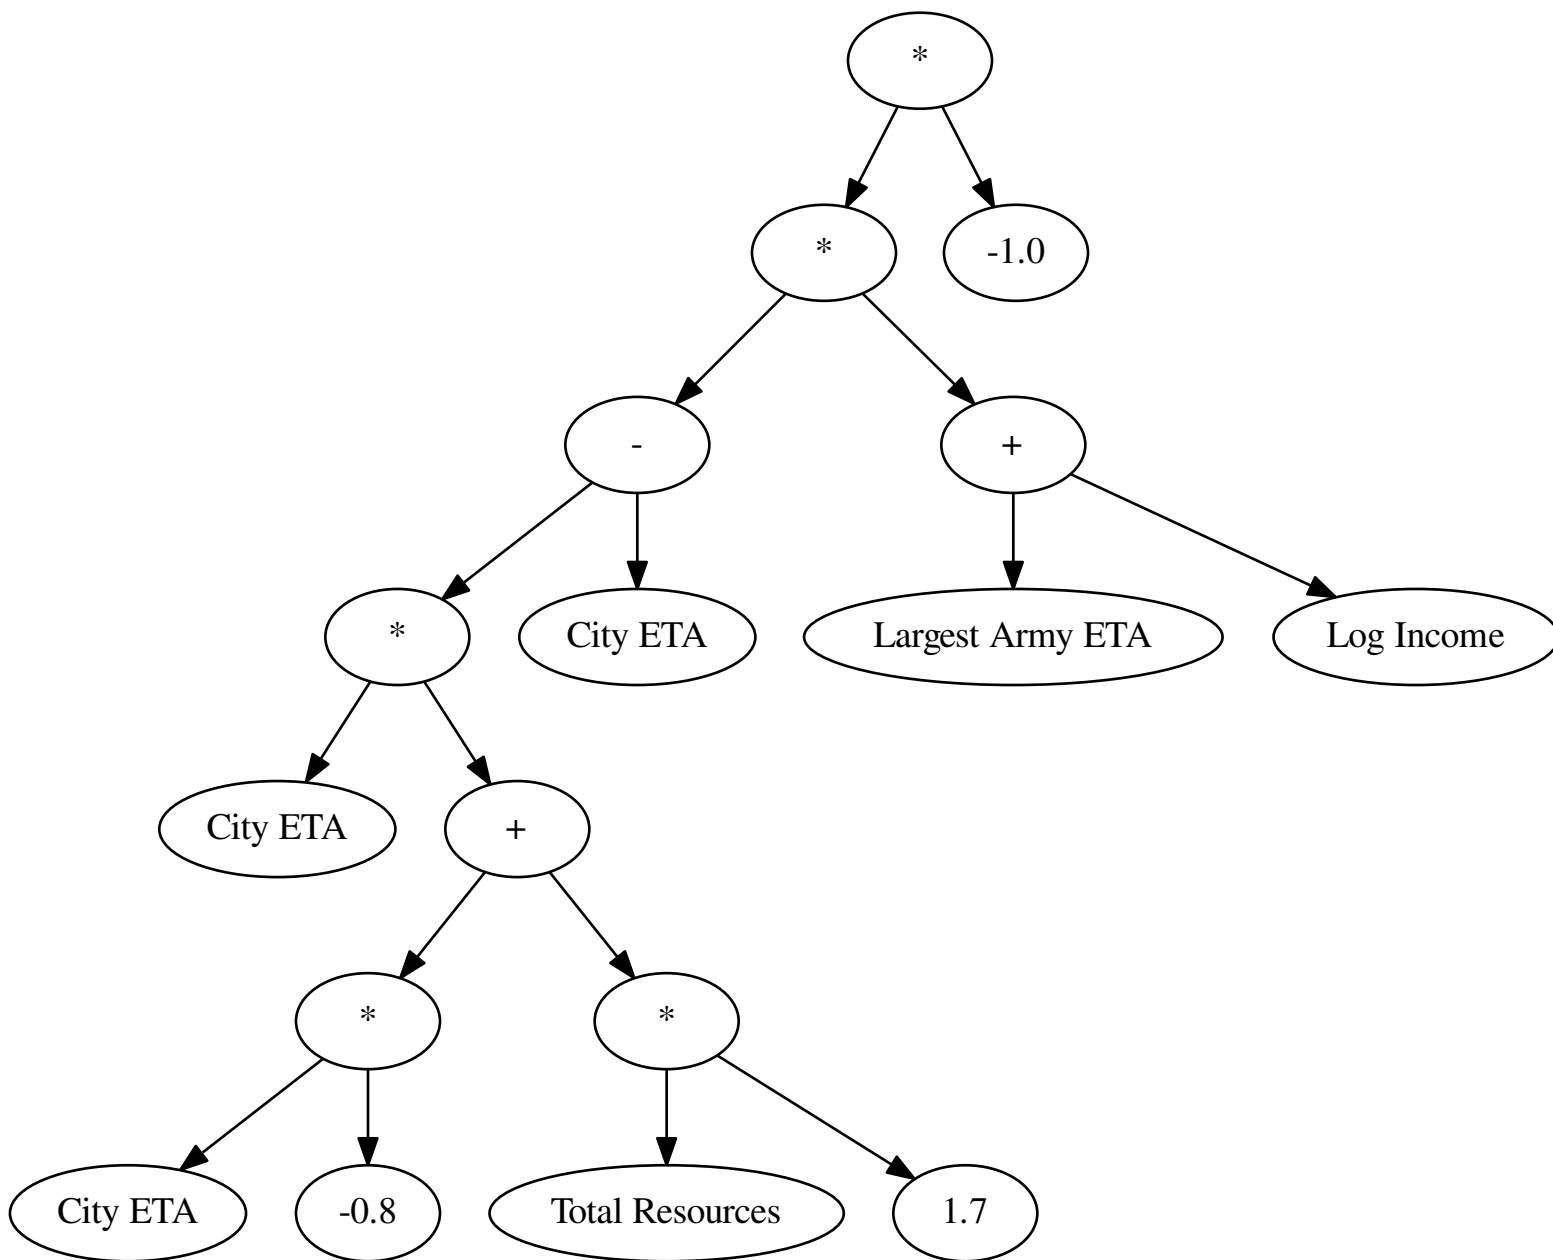 *
*
-1.0
-
+
*
City ETA
Largest Army ETA
Log Income
City ETA
+
*
*
City ETA
-0.8
Total Resources
1.7